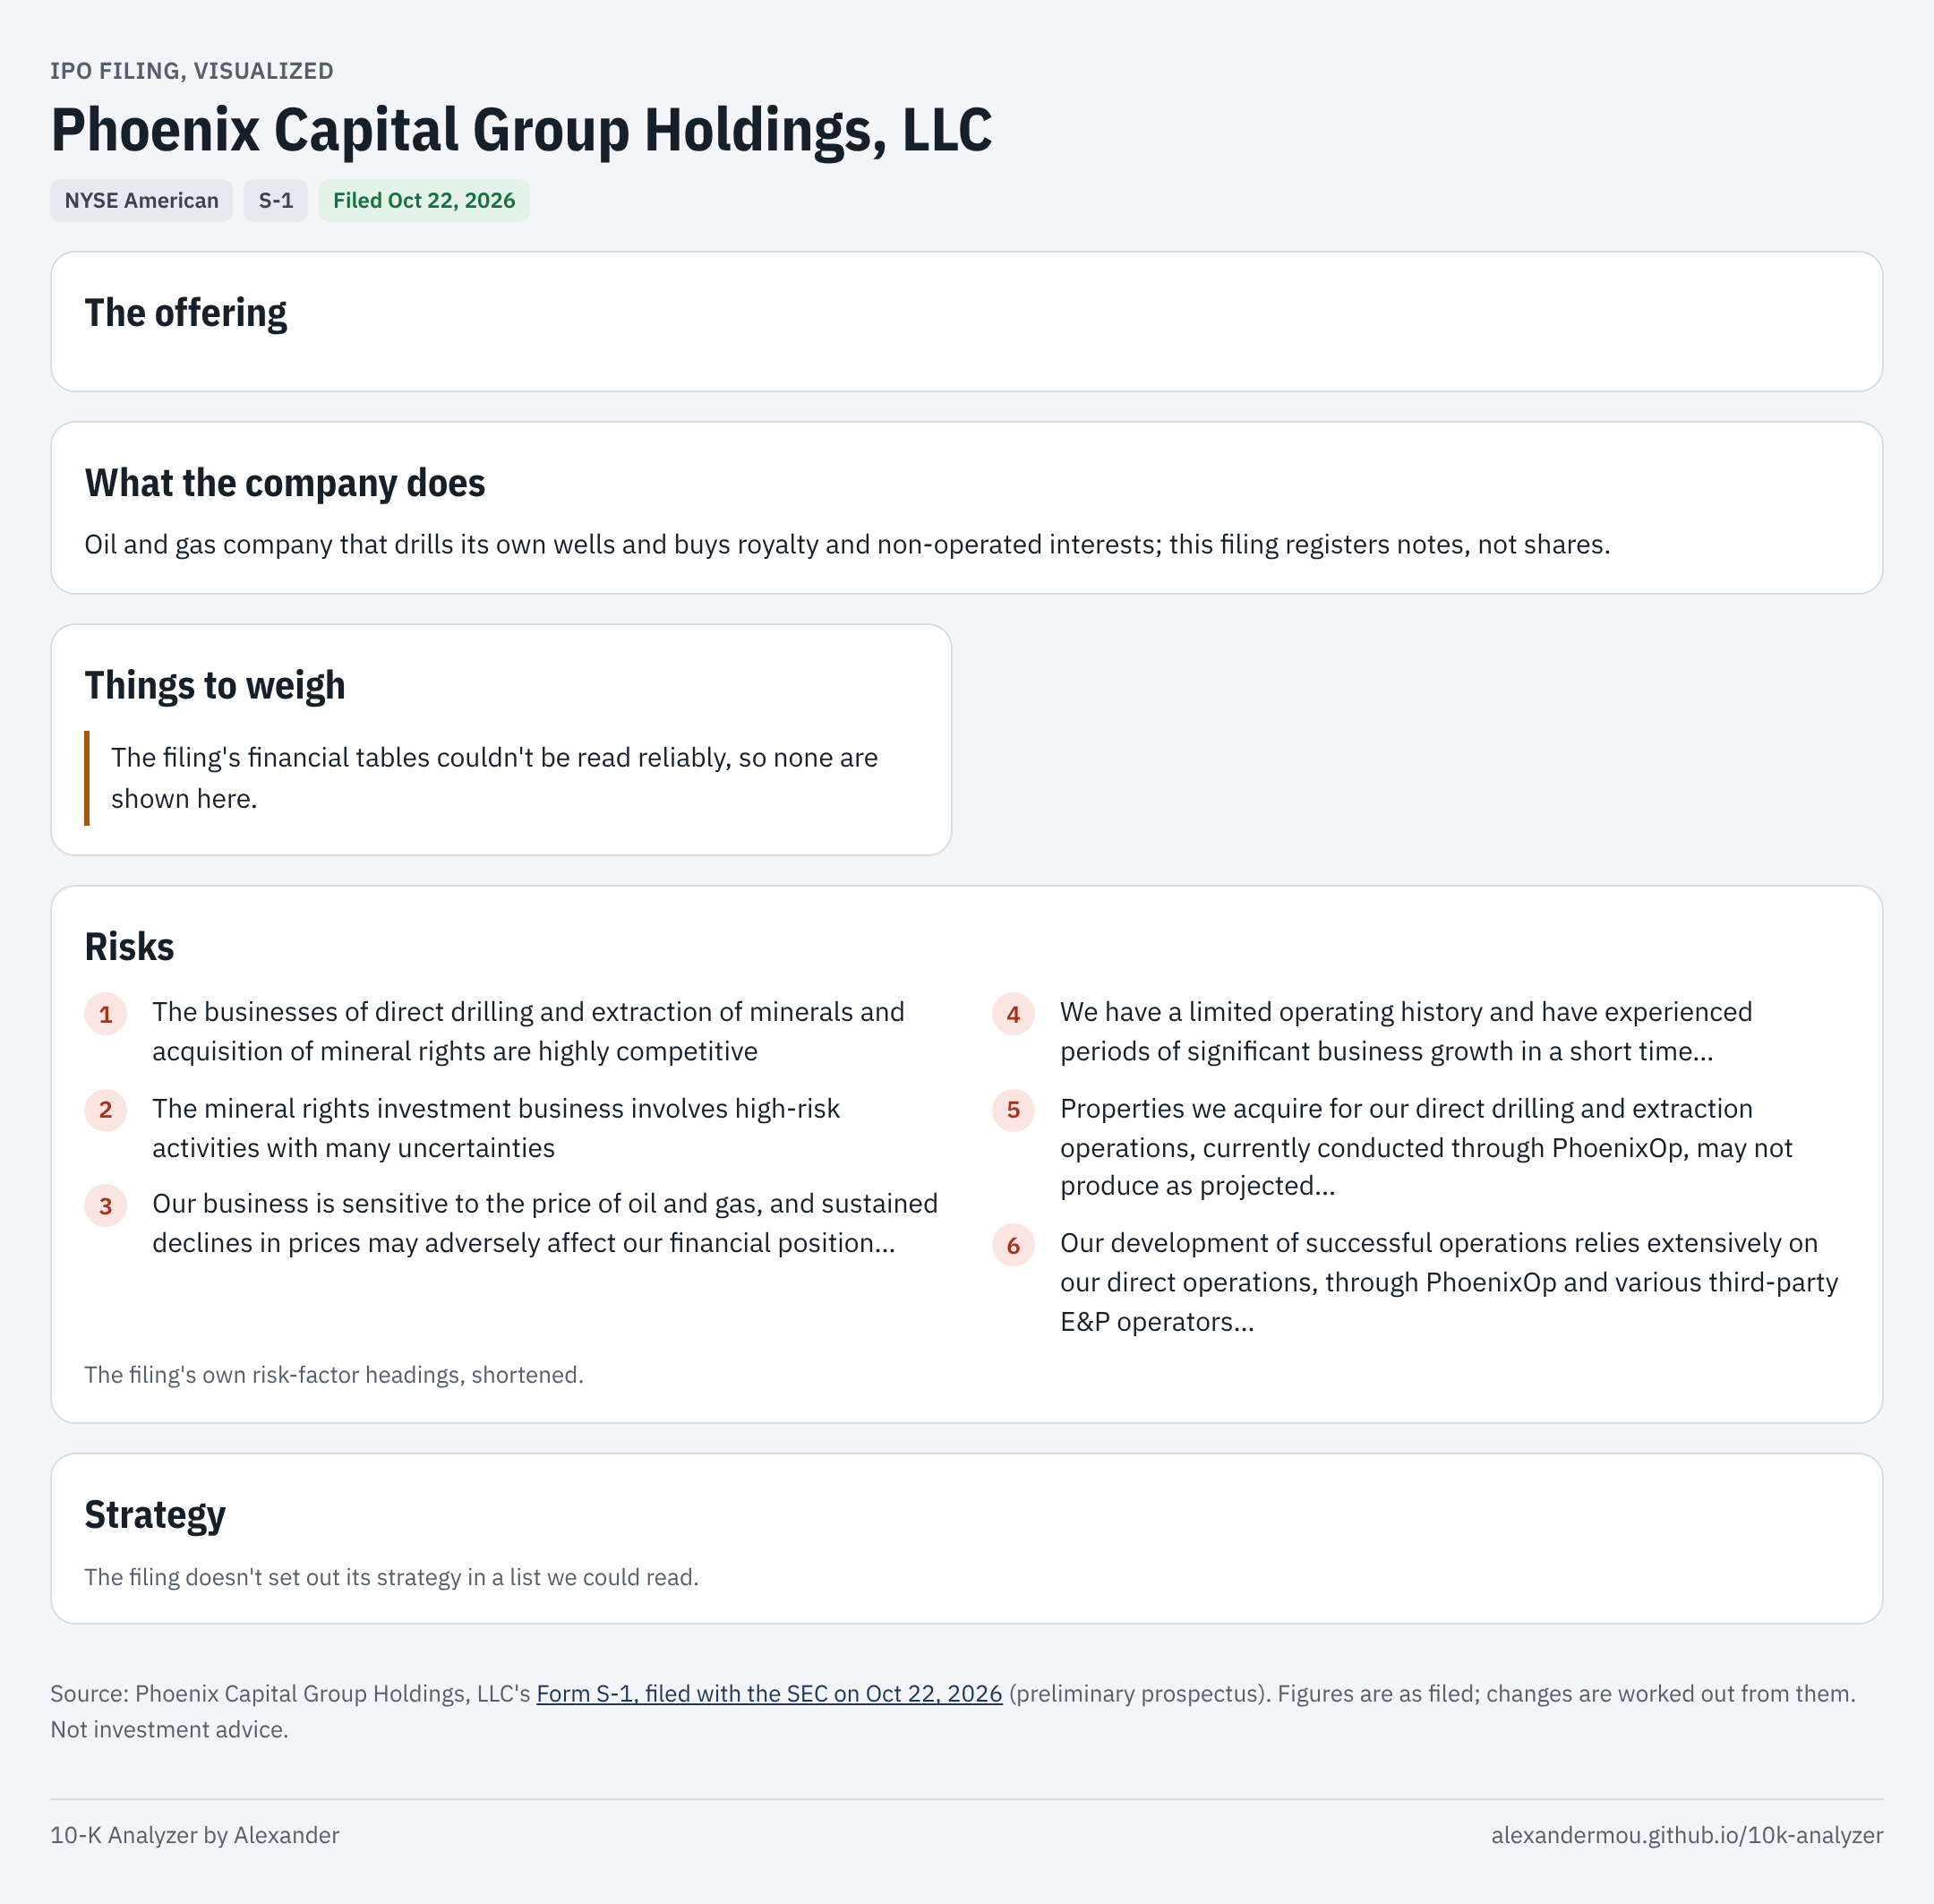 IPO FILING, VISUALIZED
Phoenix Capital Group Holdings, LLC
NYSE American
S-1
Filed Oct 22, 2026
The offering
What the company does
Oil and gas company that drills its own wells and buys royalty and non-operated interests; this filing registers notes, not shares.
Things to weigh
The filing's financial tables couldn't be read reliably, so none are
shown here.
Risks
1
The businesses of direct drilling and extraction of minerals and
acquisition of mineral rights are highly competitive
2
The mineral rights investment business involves high-risk
activities with many uncertainties
3
Our business is sensitive to the price of oil and gas, and sustained
declines in prices may adversely affect our financial position...
4
We have a limited operating history and have experienced
periods of significant business growth in a short time...
5
Properties we acquire for our direct drilling and extraction
operations, currently conducted through PhoenixOp, may not
produce as projected...
6
Our development of successful operations relies extensively on
our direct operations, through PhoenixOp and various third-party
E&P operators...
The filing's own risk-factor headings, shortened.
Strategy
The filing doesn't set out its strategy in a list we could read.
Source: Phoenix Capital Group Holdings, LLC's Form S-1, filed with the SEC on Oct 22, 2026 (preliminary prospectus). Figures are as filed; changes are worked out from them.
Not investment advice.
10-K Analyzer by Alexander
alexandermou.github.io/10k-analyzer